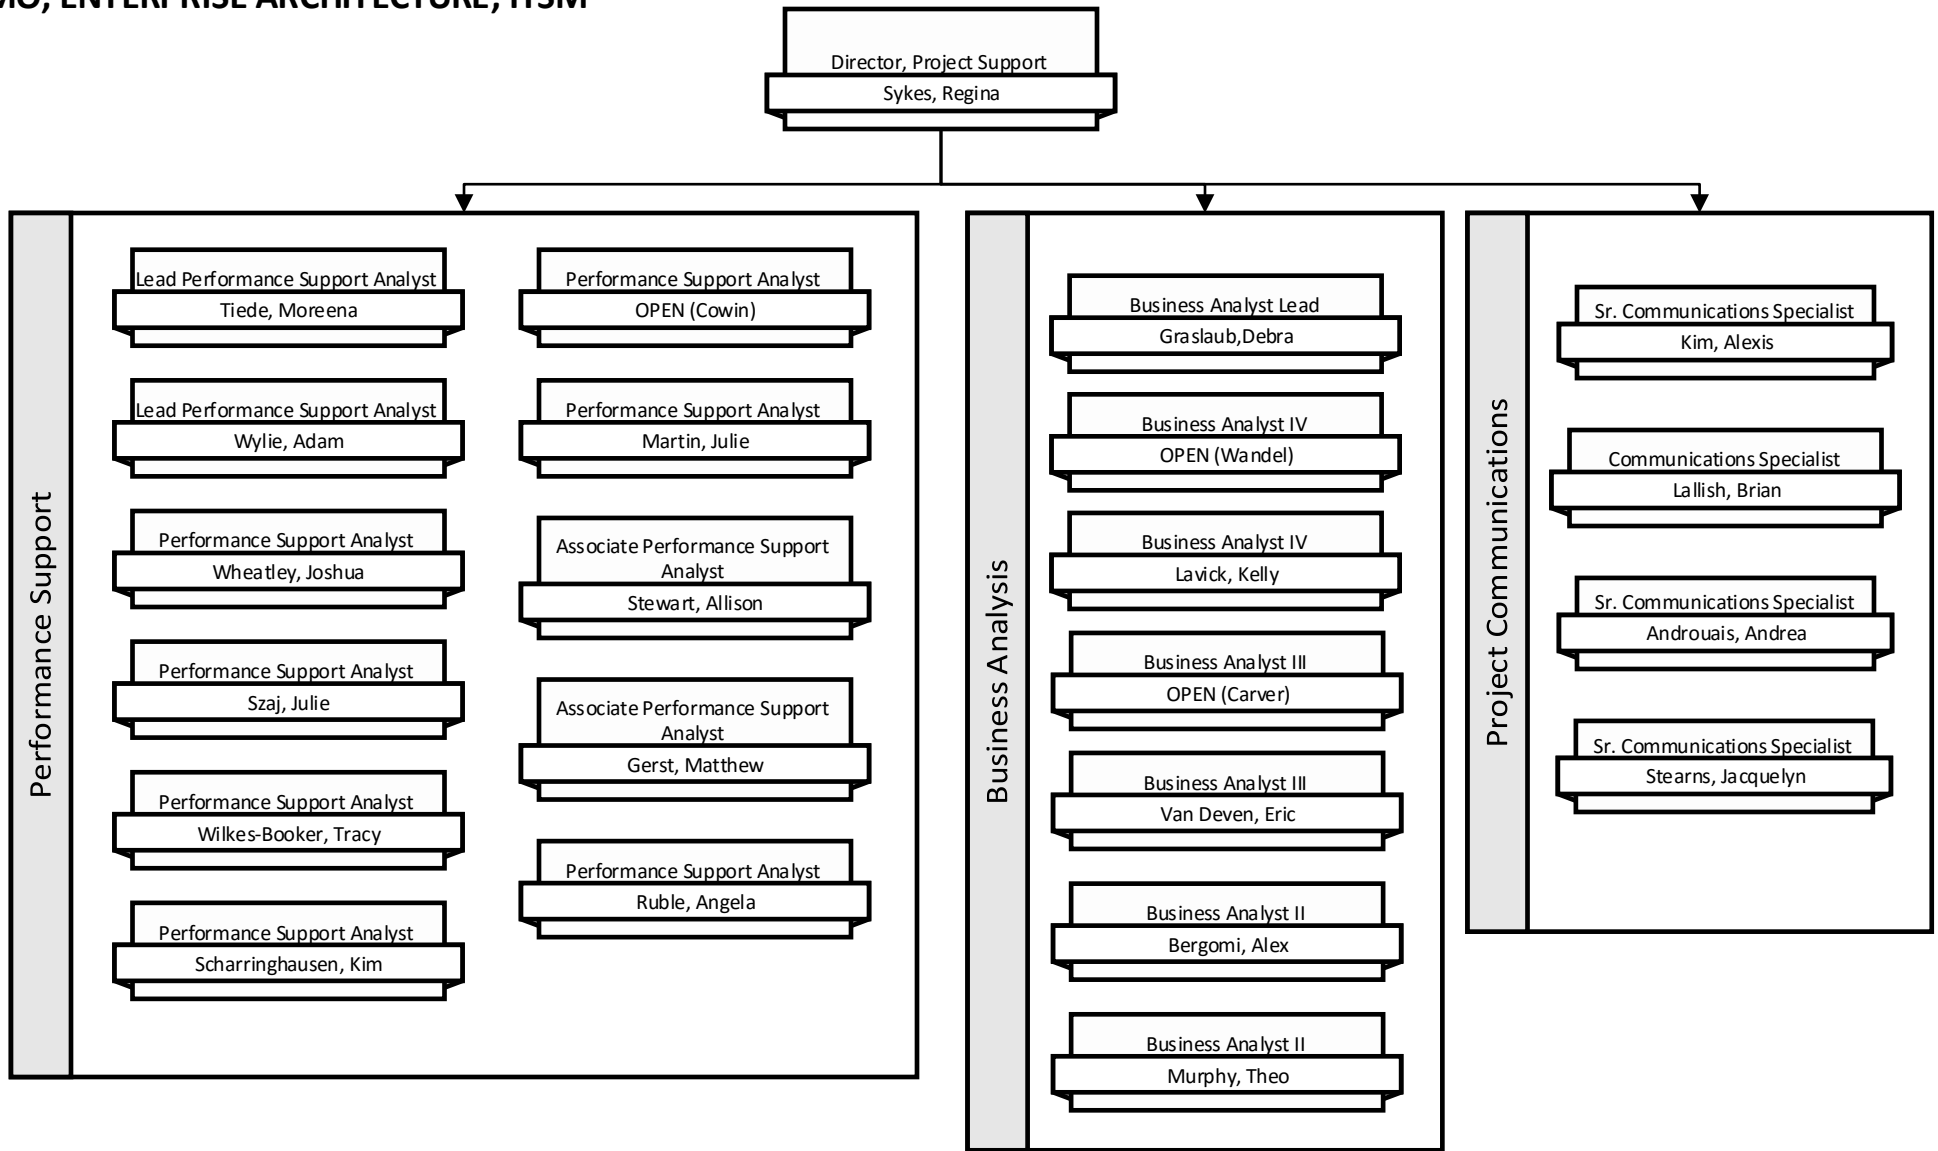 ENTERPRISE ARCHITECTURE, ITSM
Director, Project Support
Sykes, Regina
Performance Support
Lead Performance Support Analyst
Tiede, Moreena
Lead Performance Support Analyst
Wylie, Adam
Performance Support Analyst
Wheatley, Joshua
Performance Support Analyst
Szaj, Julie
Performance Support Analyst
Wilkes-Booker, Tracy
Performance Support Analyst
Scharringhausen, Kim
Performance Support Analyst
OPEN (Cowin)
Performance Support Analyst
Martin, Julie
Associate Performance Support
Analyst
Stewart, Allison
Associate Performance Support
Analyst
Gerst, Matthew
Performance Support Analyst
Ruble, Angela
Business Analysis
Business Analyst Lead
Graslaub,Debra
Business Analyst IV
OPEN (Wandel)
Business Analyst IV
Lavick, Kelly
Business Analyst III
OPEN (Carver)
Business Analyst III
Van Deven, Eric
Business Analyst II
Bergomi, Alex
Business Analyst II
Murphy, Theo
Project Communications
Sr. Communications Specialist
Kim, Alexis
Communications Specialist
Lallish, Brian
Sr. Communications Specialist
Androuais, Andrea
Sr. Communications Specialist
Stearns, Jacquelyn